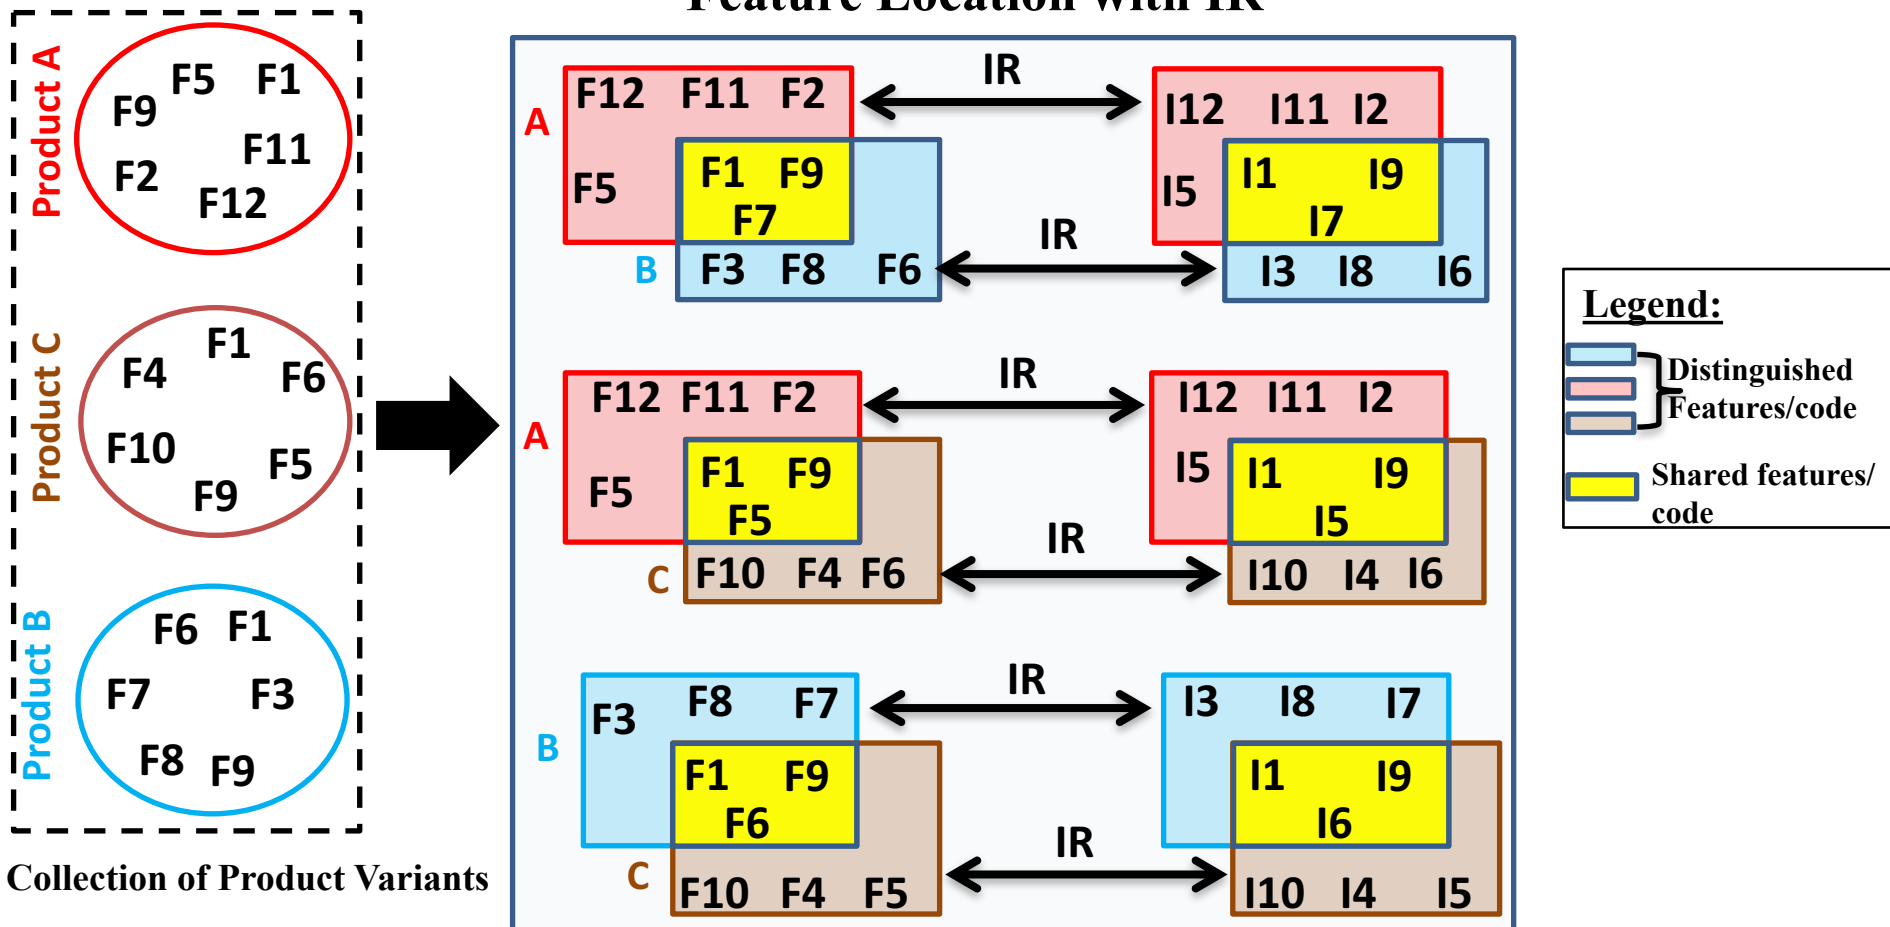 Feature Location with IR
Product A
F5 F1
F9
F11
F2
F12
Product C
F1
F4
F6
F10
F5
F9
Product B
F6 F1
F7
F3
F8
F9
Collection of Product Variants
A
F12 F11 F2
F5
F1 F9
F7
B
F3 F8 F6
IR
IR
I12 I11 I2
I5
I1 I9
I7
I3 I8 I6
A
F12 F11 F2
F5
F1 F9
F5
C
F10 F4 F6
IR
IR
I12 I11 I2
I5
I1 I9
I5
I10 I4 I6
B
F3 F8 F7
F1 F9
F6
C
F10 F4 F5
IR
IR
I3 I8 I7
I1 I9
I6
I10 I4 I5
Legend:
Distinguished
Features/code
Shared features/
code